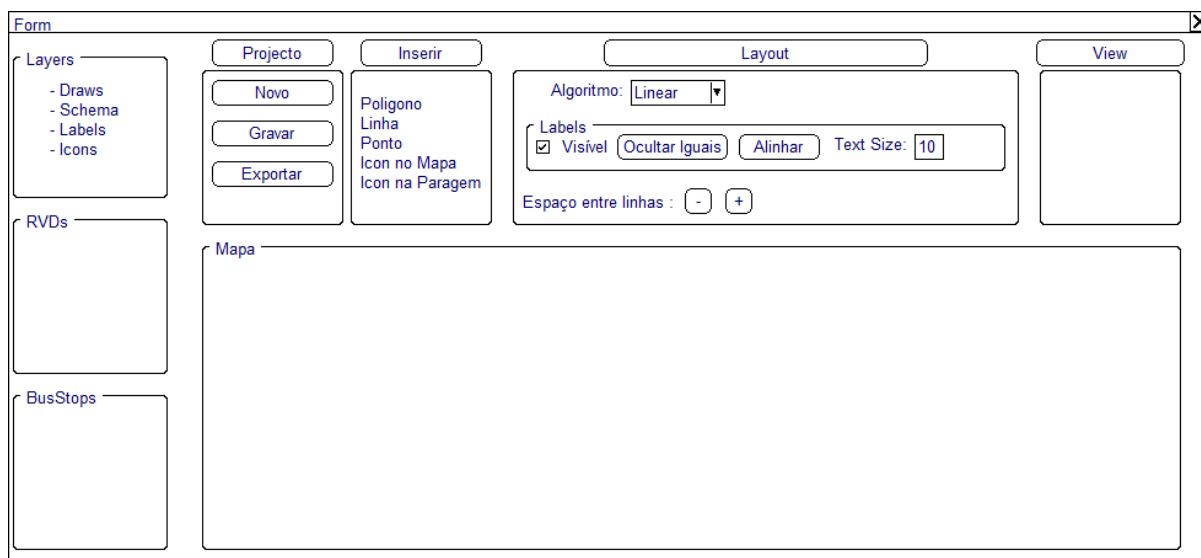 Form
Layers
- Draws
- Schema
- Labels
- Icons
RVDs
BusStops
Projecto
Novo
Gravar
Exportar
Inserir
Poligono
Linha
Ponto
Icon no Mapa
Icon na Paragem
Layout
Algoritmo: Linear
Labels
Visível Ocultar Iguais Alinhar Text Size: 10
Espaço entre linhas : - +
View
Mapa